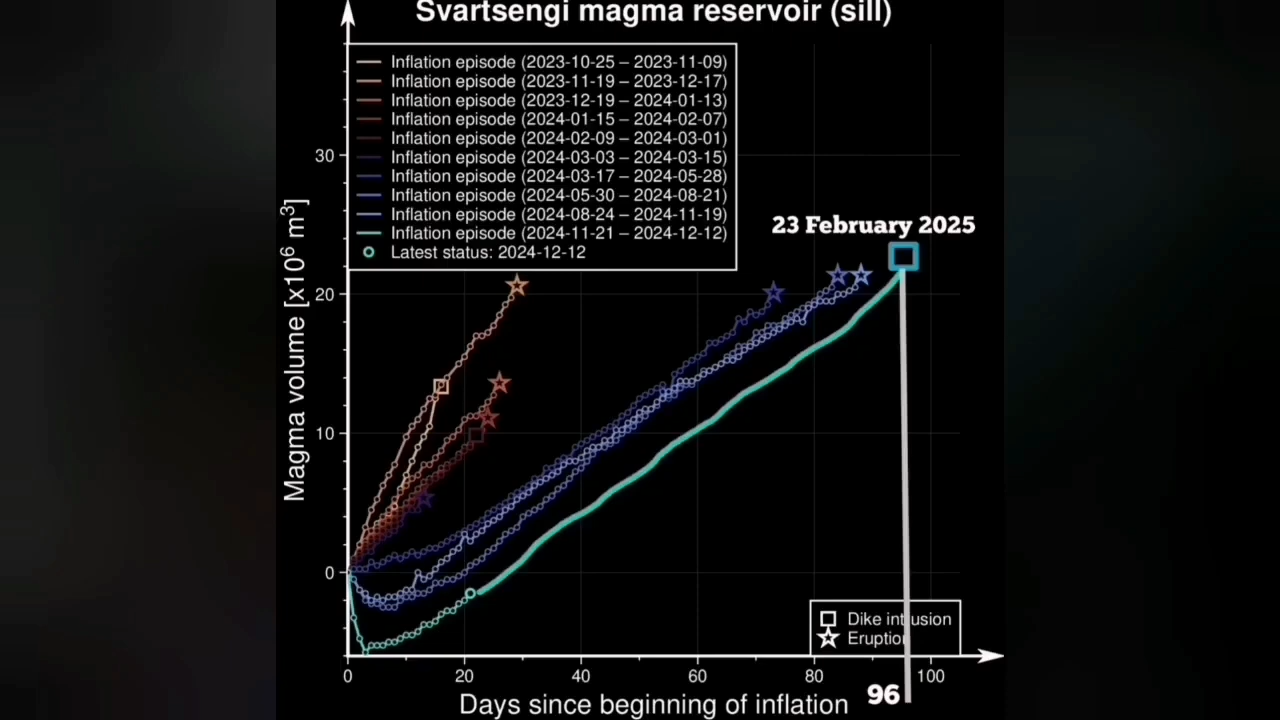 Svartsengi magma reservoir (sill)
Inflation episode (2023-10-25 – 2023-11-09)
Inflation episode (2023-11-19 – 2023-12-17)
Inflation episode (2023-12-19 – 2024-01-13)
Inflation episode (2024-01-15 – 2024-02-07)
Inflation episode (2024-02-09 – 2024-03-01)
Inflation episode (2024-03-03 – 2024-03-15)
Inflation episode (2024-03-17 – 2024-05-28)
Inflation episode (2024-05-30 – 2024-08-21)
Inflation episode (2024-08-24 – 2024-11-19)
Inflation episode (2024-11-21 – 2024-12-12)
Latest status: 2024-12-12
23 February 2025
Magma volume [x10⁶ m³]
30
20
10
0
Dike intrusion
Eruption
0 20 40 60 80 100
Days since beginning of inflation
96